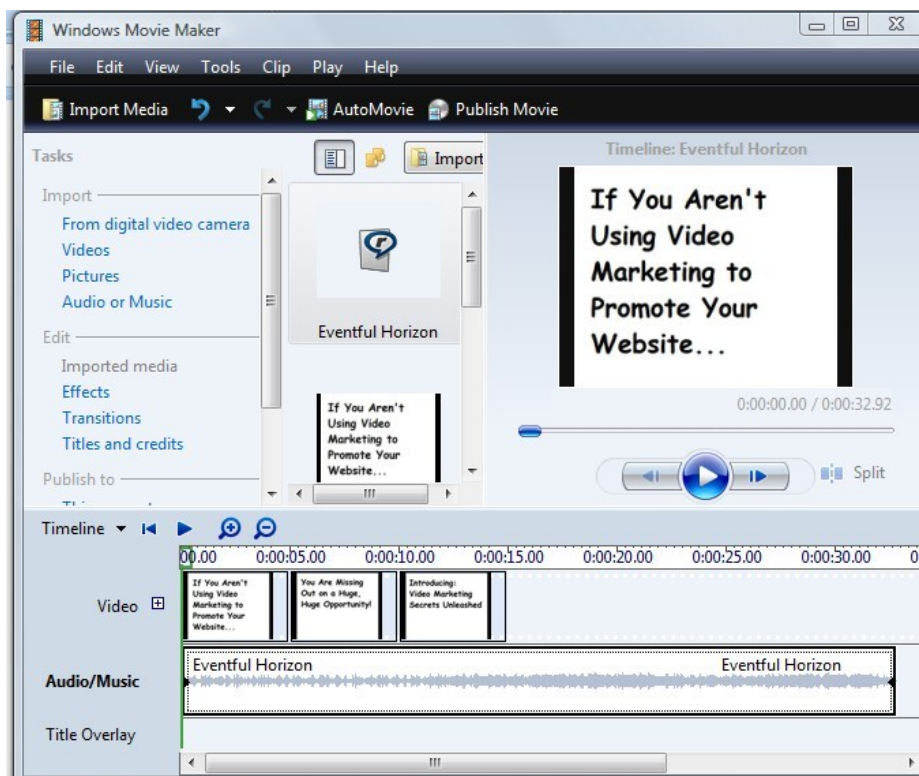 Windows Movie Maker
File Edit View Tools Clip Play Help
Import Media AutoMovie Publish Movie
Tasks
Import
From digital video camera
Videos
Pictures
Audio or Music
Edit
Imported media
Effects
Transitions
Titles and credits
Publish to
Import
Eventful Horizon
If You Aren't
Using Video
Marketing to
Promote Your
Website...
Timeline: Eventful Horizon
If You Aren't
Using Video
Marketing to
Promote Your
Website...
0:00:00.00 / 0:00:32.92
Split
Timeline
00.00 0:00:05.00 0:00:10.00 0:00:15.00 0:00:20.00 0:00:25.00 0:00:30.00 0
Video
If You Aren't
Using Video
Marketing to
Promote Your
Website...
You Are Missing
Out on a Huge,
Huge Opportunity!
Introducing:
Video Marketing
Secrets Unleashed
Audio/Music
Eventful Horizon Eventful Horizon
Title Overlay